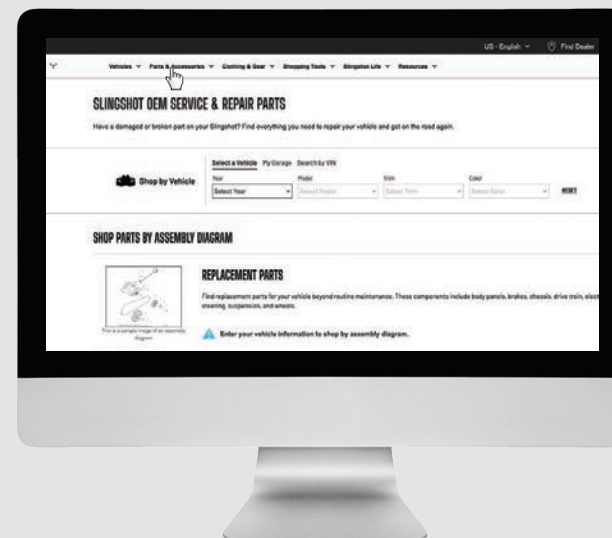 US - English
Find Dealer
Vehicles
Parts & Accessories
Clothing & Gear
Shopping Tools
Slingshot Life
Resources
SLINGSHOT OEM SERVICE & REPAIR PARTS
Have a damaged or broken part on your Slingshot? Find everything you need to repair your vehicle and get on the road again.
Shop by Vehicle
Select a Vehicle
My Garage
Search by VIN
Year
Model
Trim
Color
Select Year
Select Model
Select Trim
Select Color
RESET
SHOP PARTS BY ASSEMBLY DIAGRAM
This is a sample image of an assembly
diagram
REPLACEMENT PARTS
Find replacement parts for your vehicle beyond routine maintenance. These components include body panels, brakes, chassis, drive train,
steering, suspension, and wheels.
Enter your vehicle information to shop by assembly diagram.